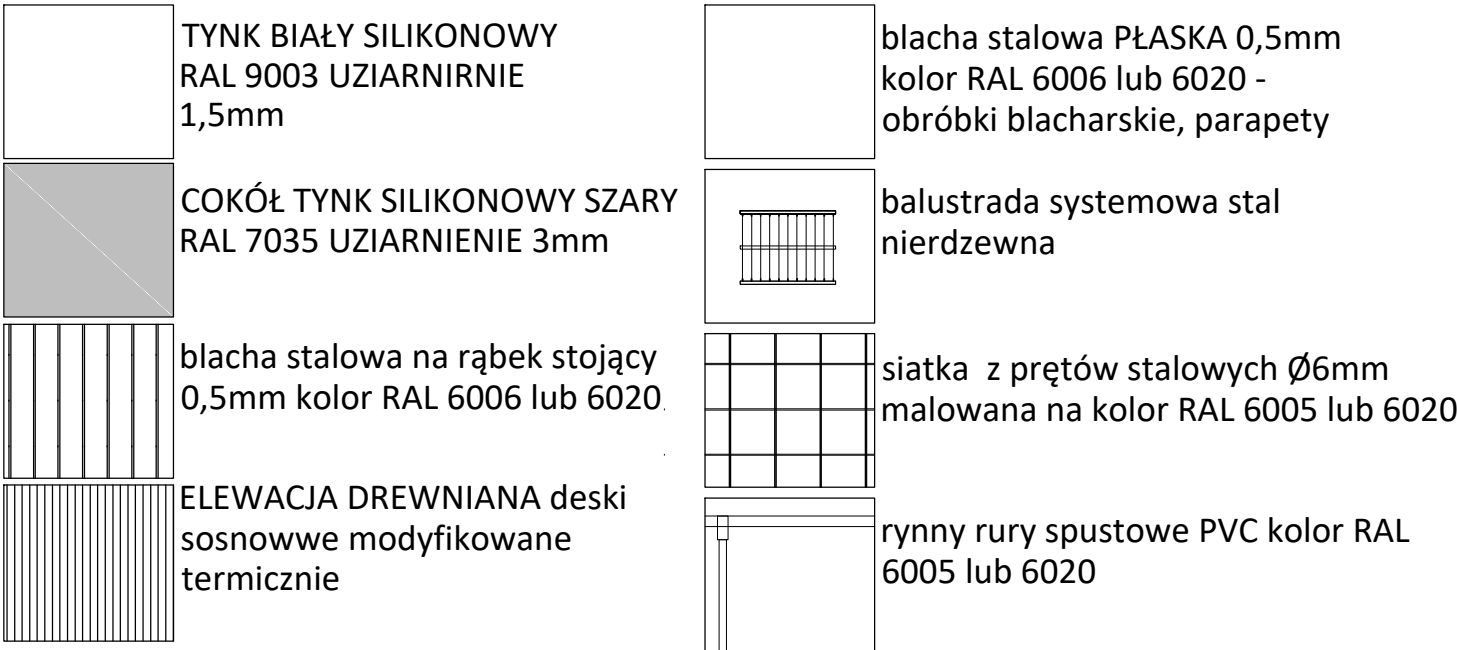 TYNK BIAŁY SILIKONOWY
RAL 9003 UZIARNIRNIE
1,5mm
COKÓŁ TYNK SILIKONOWY SZARY
RAL 7035 UZIARNIENIE 3mm
blacha stalowa na rąbek stojący
0,5mm kolor RAL 6006 lub 6020
ELEWACJA DREWNIANA deski
sosnowwe modyfikowane
termicznie
blacha stalowa PŁASKA 0,5mm
kolor RAL 6006 lub 6020 -
obróbki blacharskie, parapety
balustrada systemowa stal
nierdzewna
siatka  z prętów stalowych Ø6mm
malowana na kolor RAL 6005 lub 6020
rynny rury spustowe PVC kolor RAL
6005 lub 6020